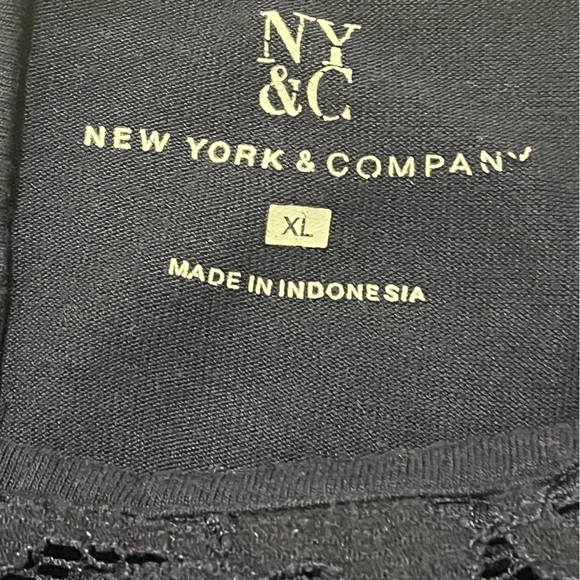 NY
&C
NEW YORK & COMPANY
XL
MADE IN INDONESIA